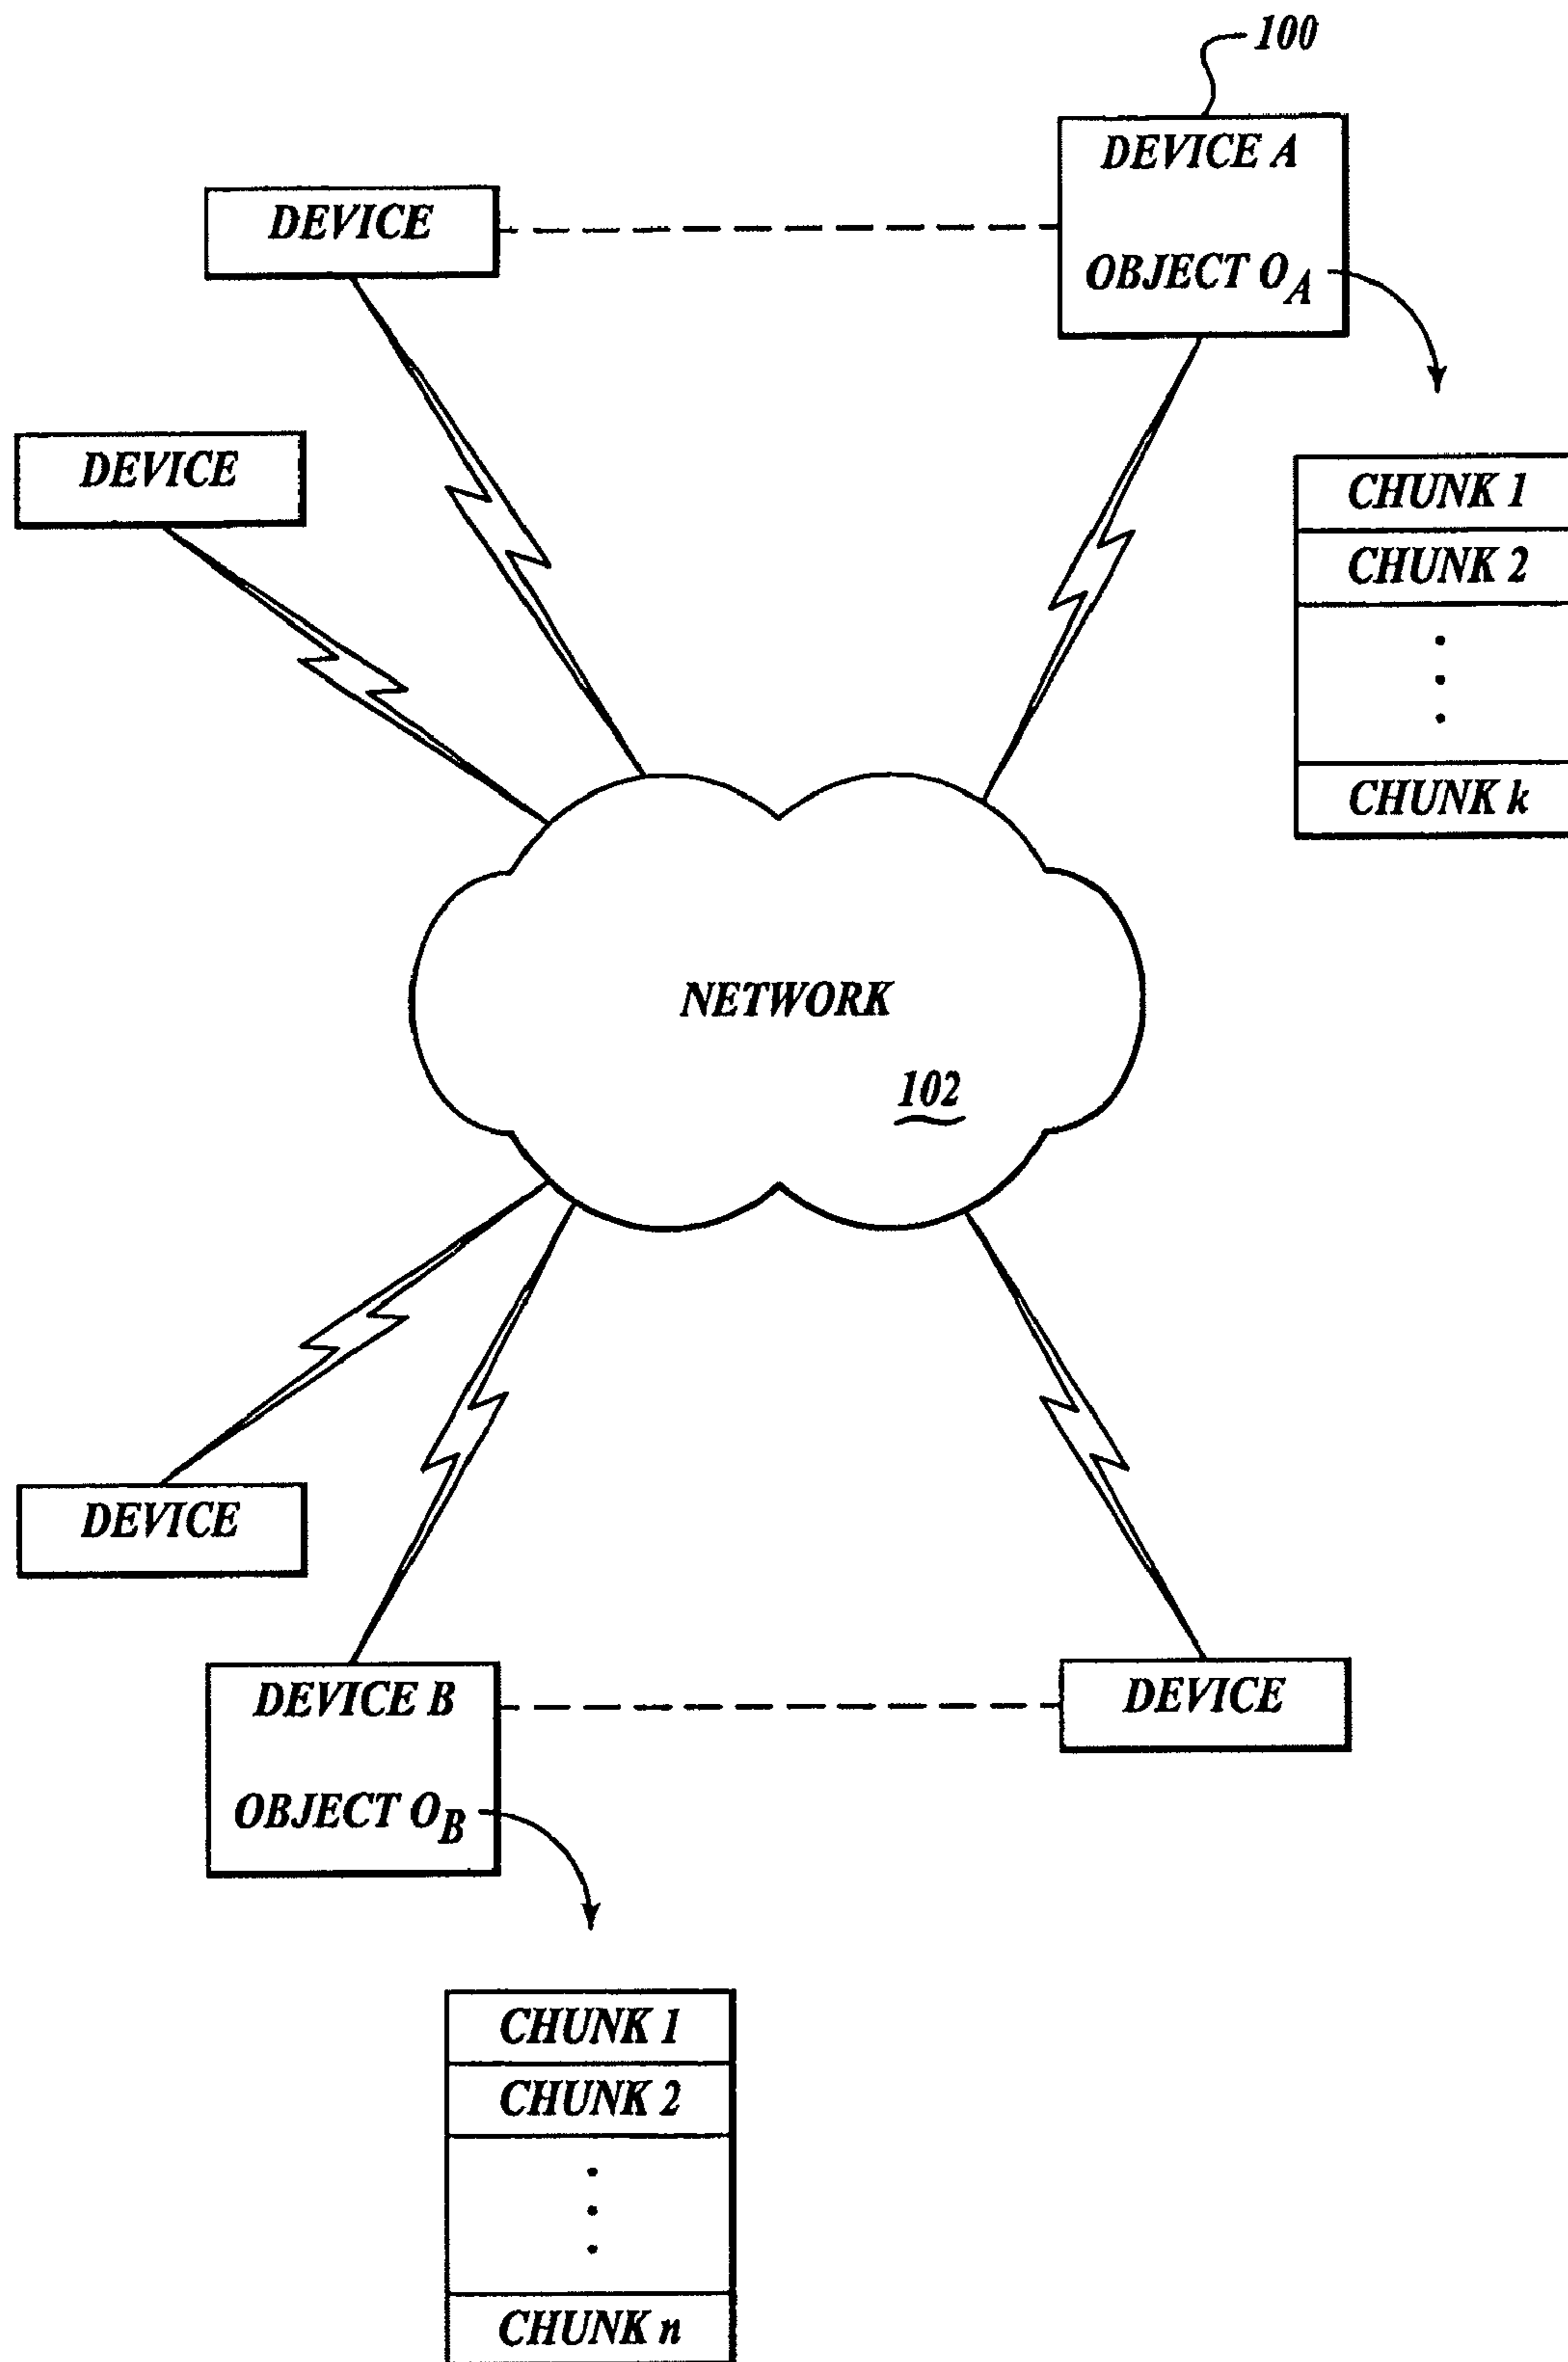 100
DEVICE A
OBJECT O_A
DEVICE
DEVICE
CHUNK 1
CHUNK 2
.
.
.
CHUNK k
NETWORK
102
DEVICE
DEVICE B
OBJECT O_B
DEVICE
CHUNK 1
CHUNK 2
.
.
.
CHUNK n